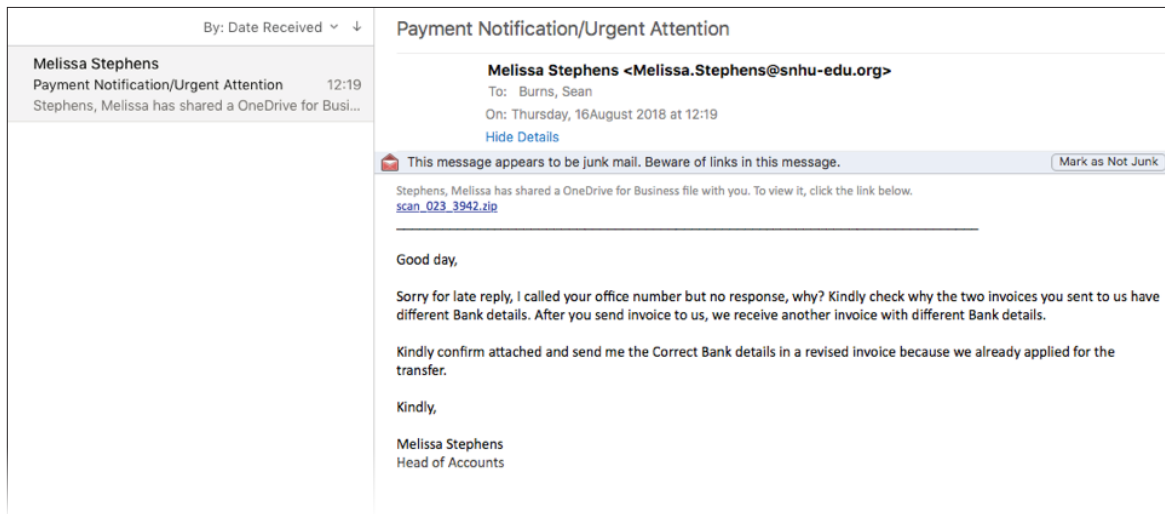 By: Date Received
Melissa Stephens
Payment Notification/Urgent Attention 12:19
Stephens, Melissa has shared a OneDrive for Busi...
Payment Notification/Urgent Attention
Melissa Stephens <Melissa.Stephens@snhu-edu.org>
To: Burns, Sean
On: Thursday, 16August 2018 at 12:19
Hide Details
This message appears to be junk mail. Beware of links in this message. Mark as Not Junk
Stephens, Melissa has shared a OneDrive for Business file with you. To view it, click the link below.
scan_023_3942.zip
Good day,
Sorry for late reply, I called your office number but no response, why? Kindly check why the two invoices you sent to us have
different Bank details. After you send invoice to us, we receive another invoice with different Bank details.
Kindly confirm attached and send me the Correct Bank details in a revised invoice because we already applied for the
transfer.
Kindly,
Melissa Stephens
Head of Accounts